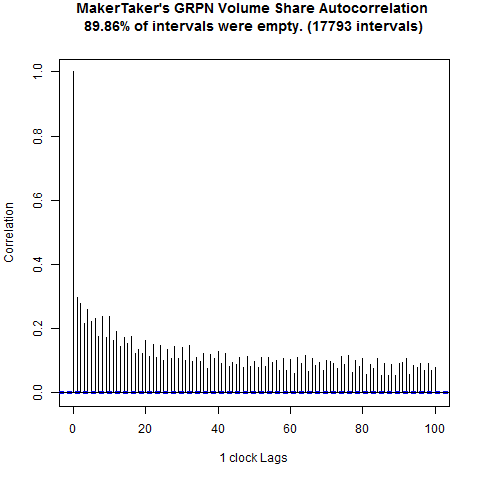 MakerTaker's GRPN Volume Share Autocorrelation
89.86% of intervals were empty. (17793 intervals)
1.0
0.8
0.6
0.4
0.2
0.0
Correlation
0 20 40 60 80 100
1 clock Lags